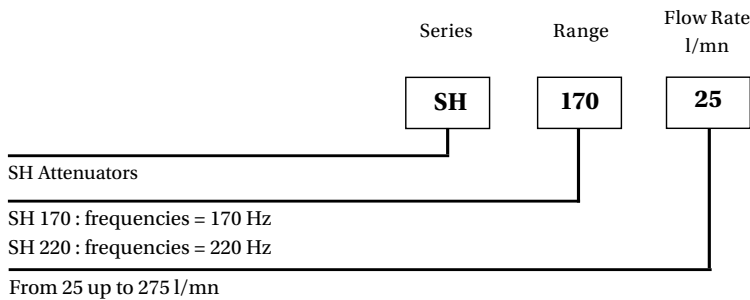 Series Range Flow Rate
l/mn
SH 170 25
SH Attenuators
SH 170 : frequencies = 170 Hz
SH 220 : frequencies = 220 Hz
From 25 up to 275 l/mn